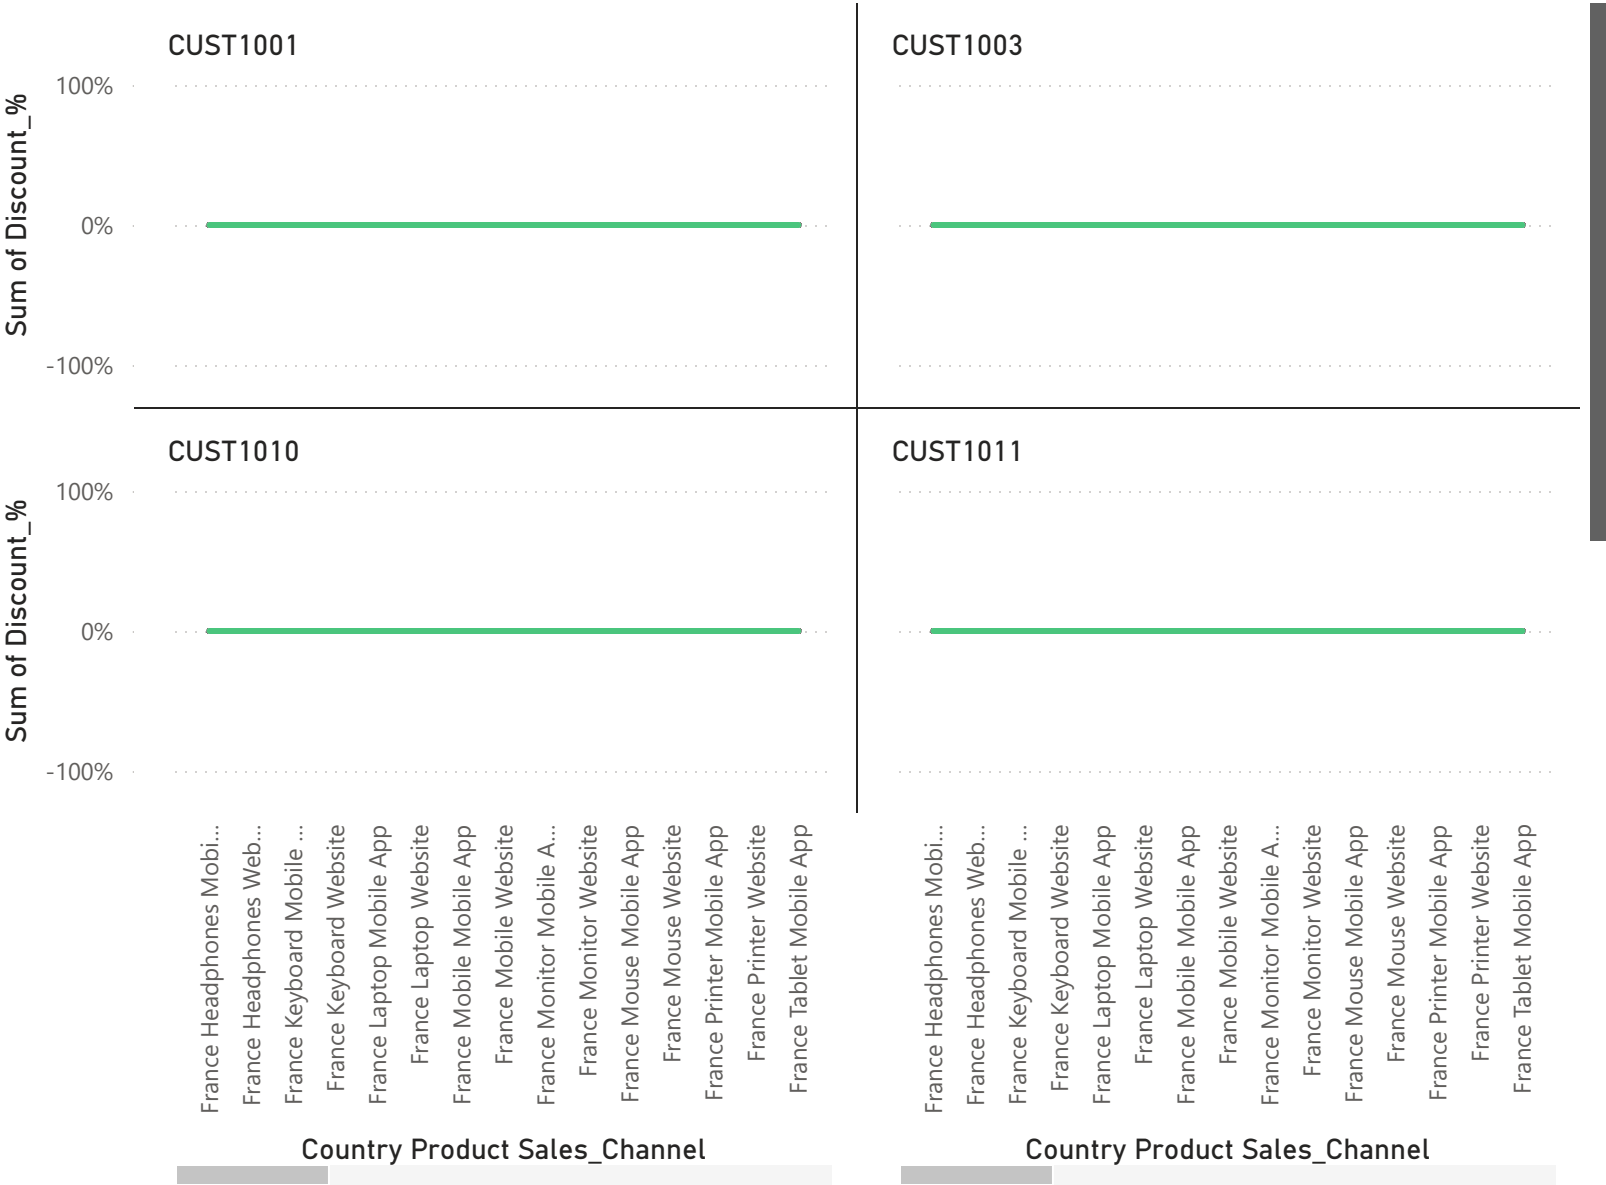 CUST1001
CUST1003
Sum of Discount_%
100%
0%
-100%
CUST1010
CUST1011
Sum of Discount_%
100%
0%
-100%
France Headphones Mobi...
France Headphones Web...
France Keyboard Mobile ...
France Keyboard Website
France Laptop Mobile App
France Laptop Website
France Mobile Mobile App
France Mobile Website
France Monitor Mobile A...
France Monitor Website
France Mouse Mobile App
France Mouse Website
France Printer Mobile App
France Printer Website
France Tablet Mobile App
France Headphones Mobi...
France Headphones Web...
France Keyboard Mobile ...
France Keyboard Website
France Laptop Mobile App
France Laptop Website
France Mobile Mobile App
France Mobile Website
France Monitor Mobile A...
France Monitor Website
France Mouse Mobile App
France Mouse Website
France Printer Mobile App
France Printer Website
France Tablet Mobile App
Country Product Sales_Channel
Country Product Sales_Channel